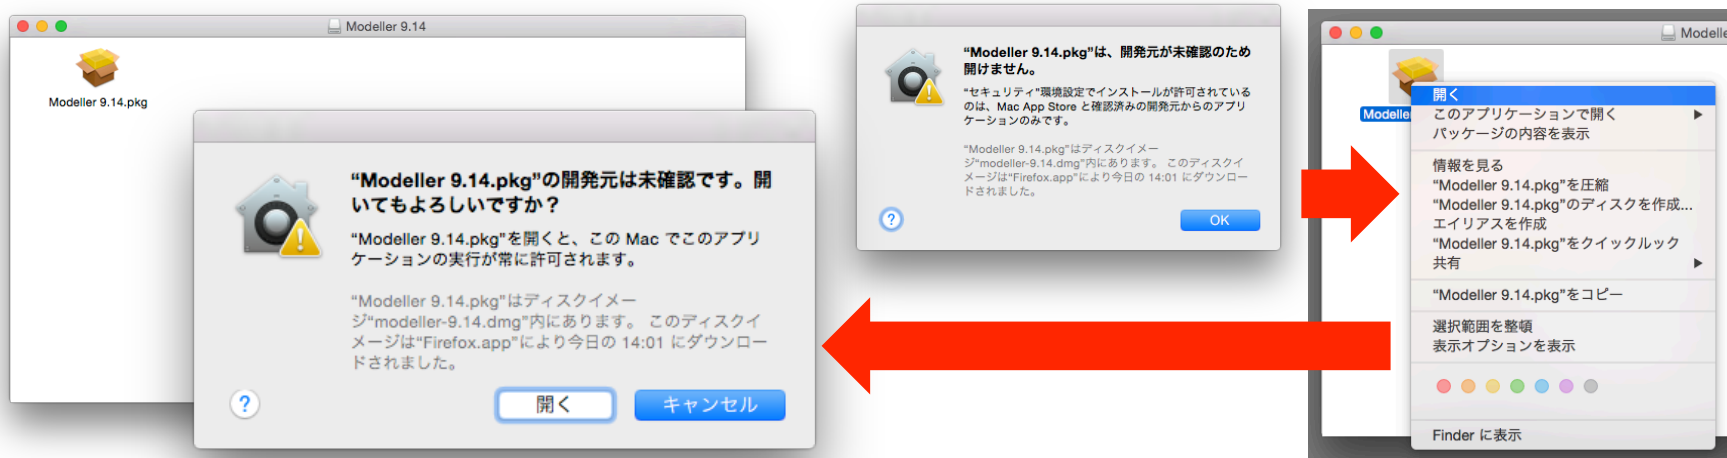 Modeller 9.14
Modeller 9.14.pkg
“Modeller 9.14.pkg”の開発元は未確認です。開
いてもよろしいですか？
“Modeller 9.14.pkg”を開くと、この Mac でこのアプリ
ケーションの実行が常に許可されます。
“Modeller 9.14.pkg”はディスクイメー
ジ“modeller-9.14.dmg”内にあります。 このディスクイ
メージは“Firefox.app”により今日の 14:01 にダウンロー
ドされました。
?
開く
キャンセル
“Modeller 9.14.pkg”は、開発元が未確認のため
開けません。
“セキュリティ”環境設定でインストールが許可されている
のは、Mac App Store と確認済みの開発元からのアプリ
ケーションのみです。
“Modeller 9.14.pkg”はディスクイメー
ジ“modeller-9.14.dmg”内にあります。 このディスクイ
メージは“Firefox.app”により今日の 14:01 にダウンロー
ドされました。
?
OK
Modelle
Modeller
開く
このアプリケーションで開く
パッケージの内容を表示
情報を見る
“Modeller 9.14.pkg”を圧縮
“Modeller 9.14.pkg”のディスクを作成...
エイリアスを作成
“Modeller 9.14.pkg”をクイックルック
共有
“Modeller 9.14.pkg”をコピー
選択範囲を整頓
表示オプションを表示
Finder に表示